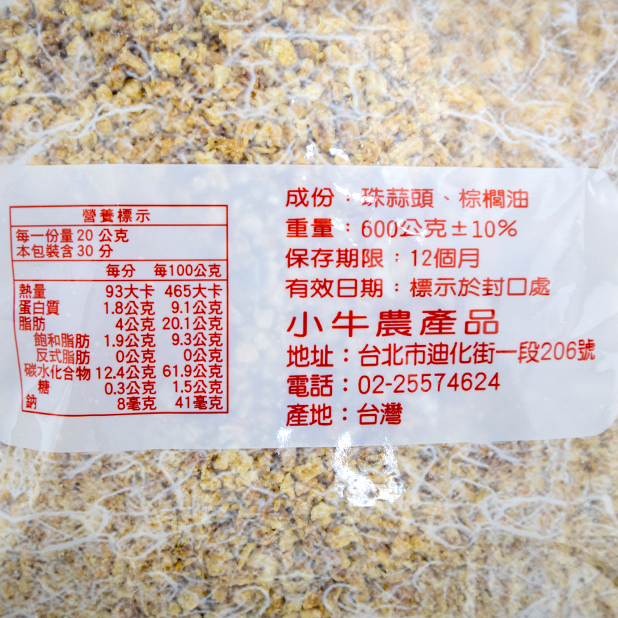 營養標示
每一份量 20 公克
本包裝含 30 分
每分 每100公克
熱量 93大卡 465大卡
蛋白質 1.8公克 9.1公克
脂肪 4公克 20.1公克
飽和脂肪 1.9公克 9.3公克
反式脂肪 0公克 0公克
碳水化合物 12.4公克 61.9公克
糖 0.3公克 1.5公克
鈉 8毫克 41毫克
成份：珠蒜頭、棕櫚油
重量：600公克±10%
保存期限：12個月
有效日期：標示於封口處
小牛農產品
地址：台北市迪化街一段206號
電話：02-25574624
產地：台灣